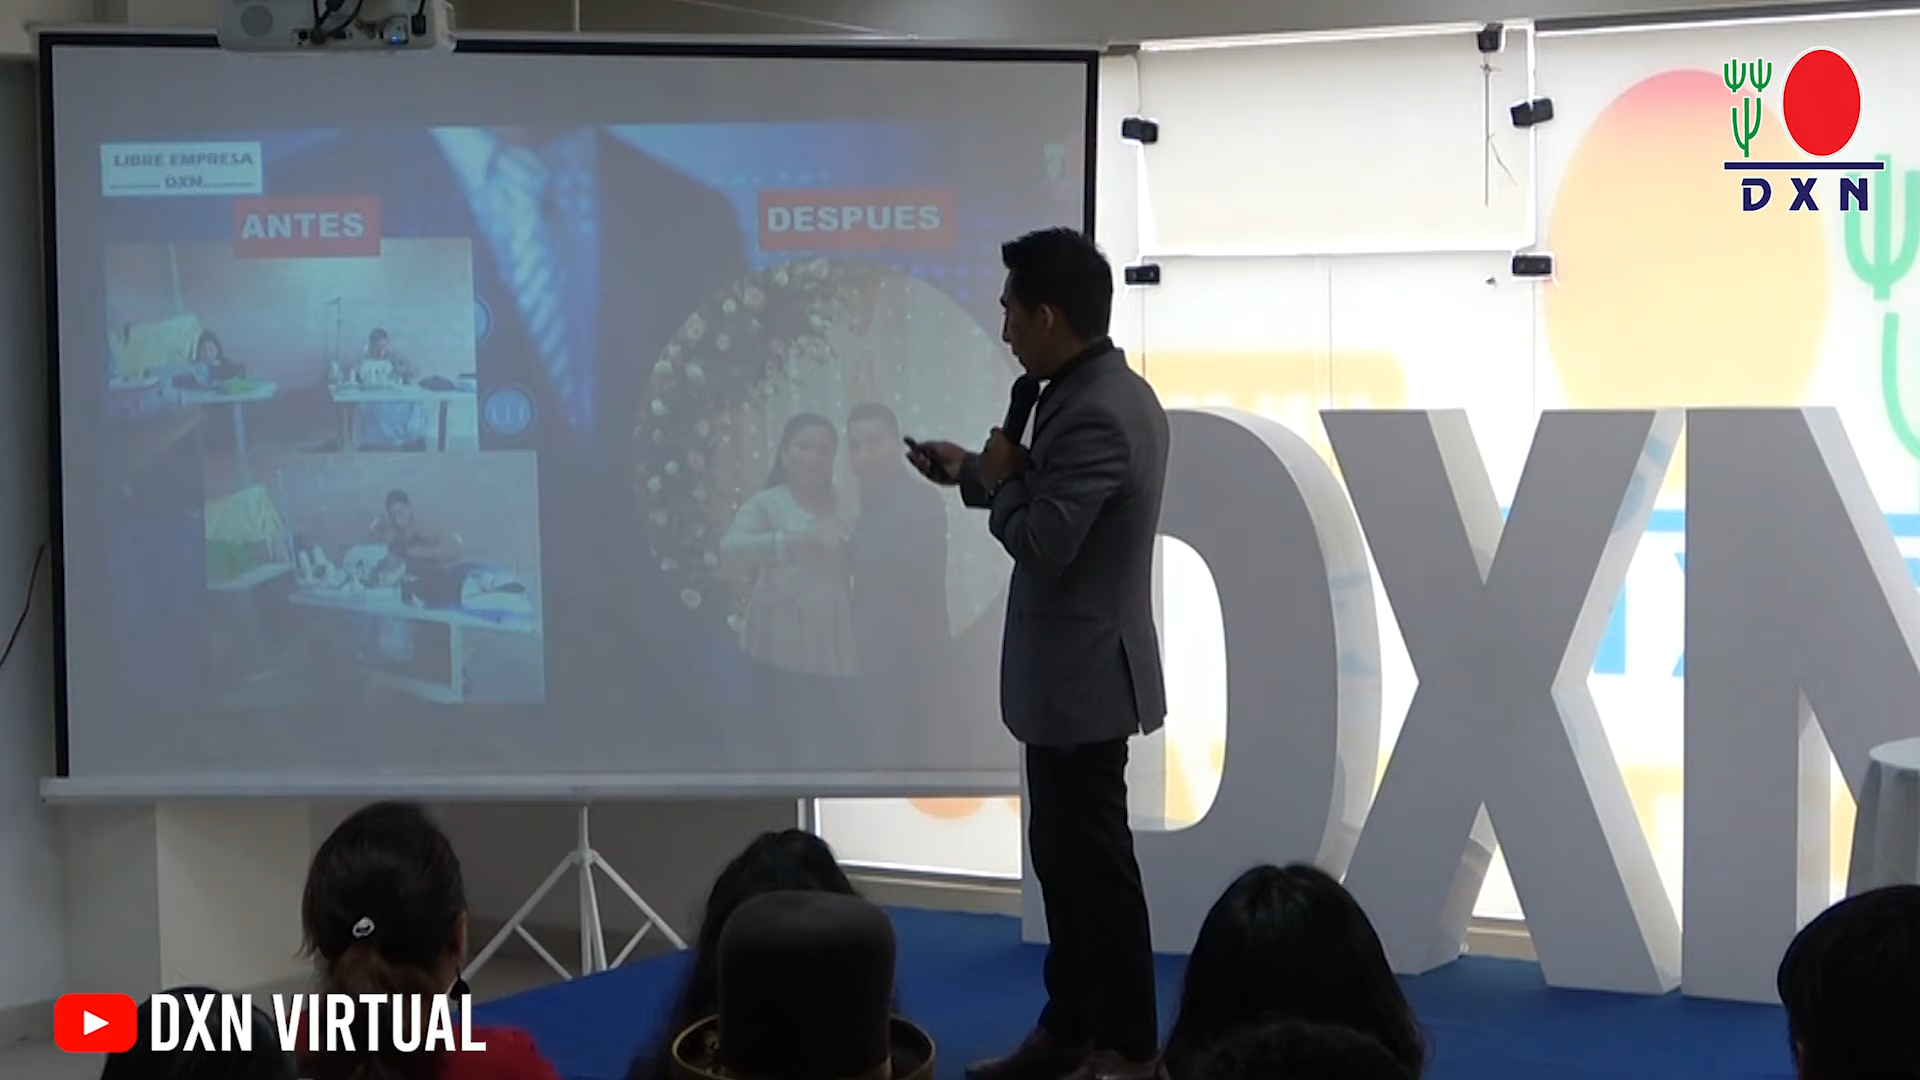 LIBRE EMPRESA
DXN
ANTES
DESPUES
DXN
DXN
DXN VIRTUAL